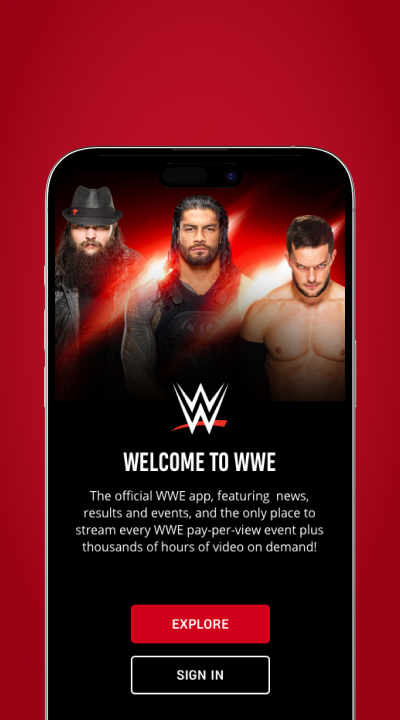 WELCOME TO WWE
The official WWE app, featuring news,
results and events, and the only place to
stream every WWE pay-per-view event plus
thousands of hours of video on demand!
EXPLORE
SIGN IN